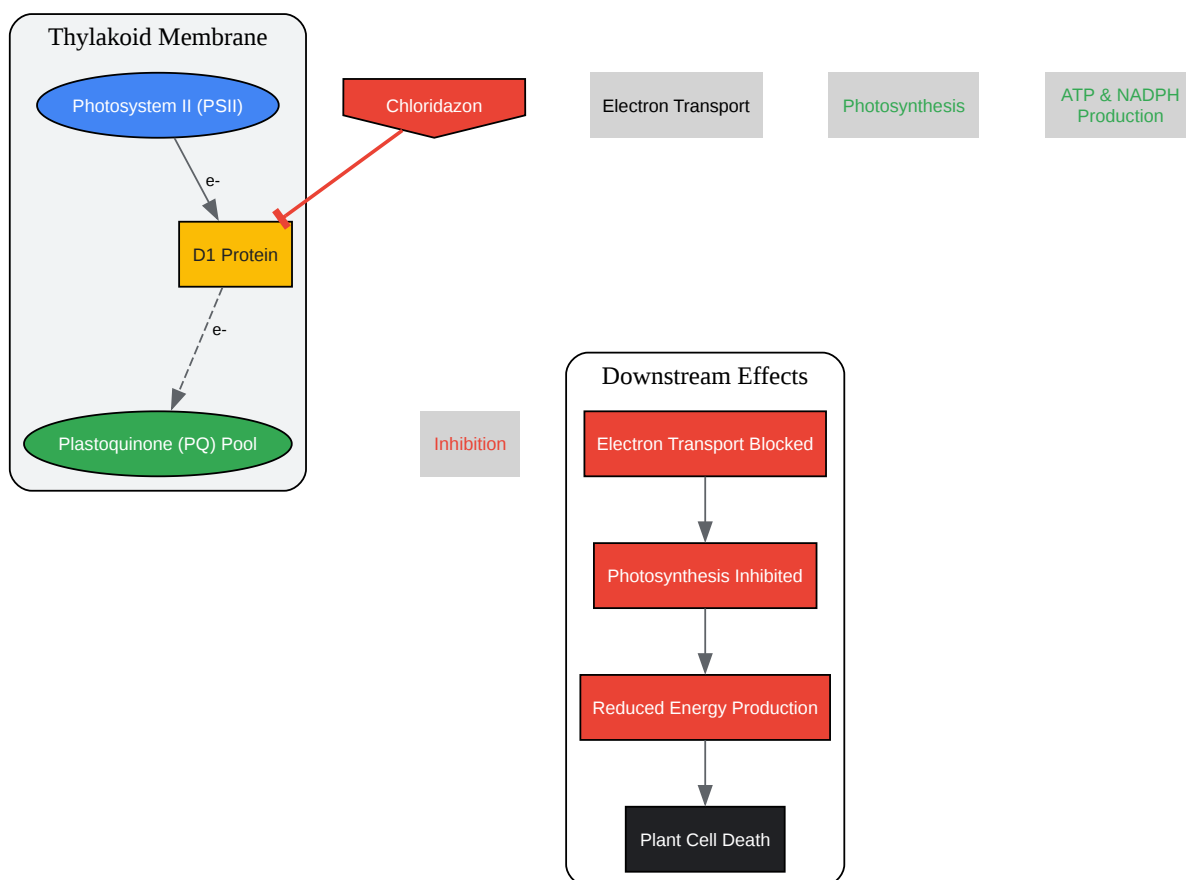 Thylakoid Membrane
Photosystem II (PSII)
Chloridazon
Electron Transport
Photosynthesis
ATP & NADPH
Production
e-
D1 Protein
e-
Downstream Effects
Plastoquinone (PQ) Pool
Inhibition
Electron Transport Blocked
Photosynthesis Inhibited
Reduced Energy Production
Plant Cell Death